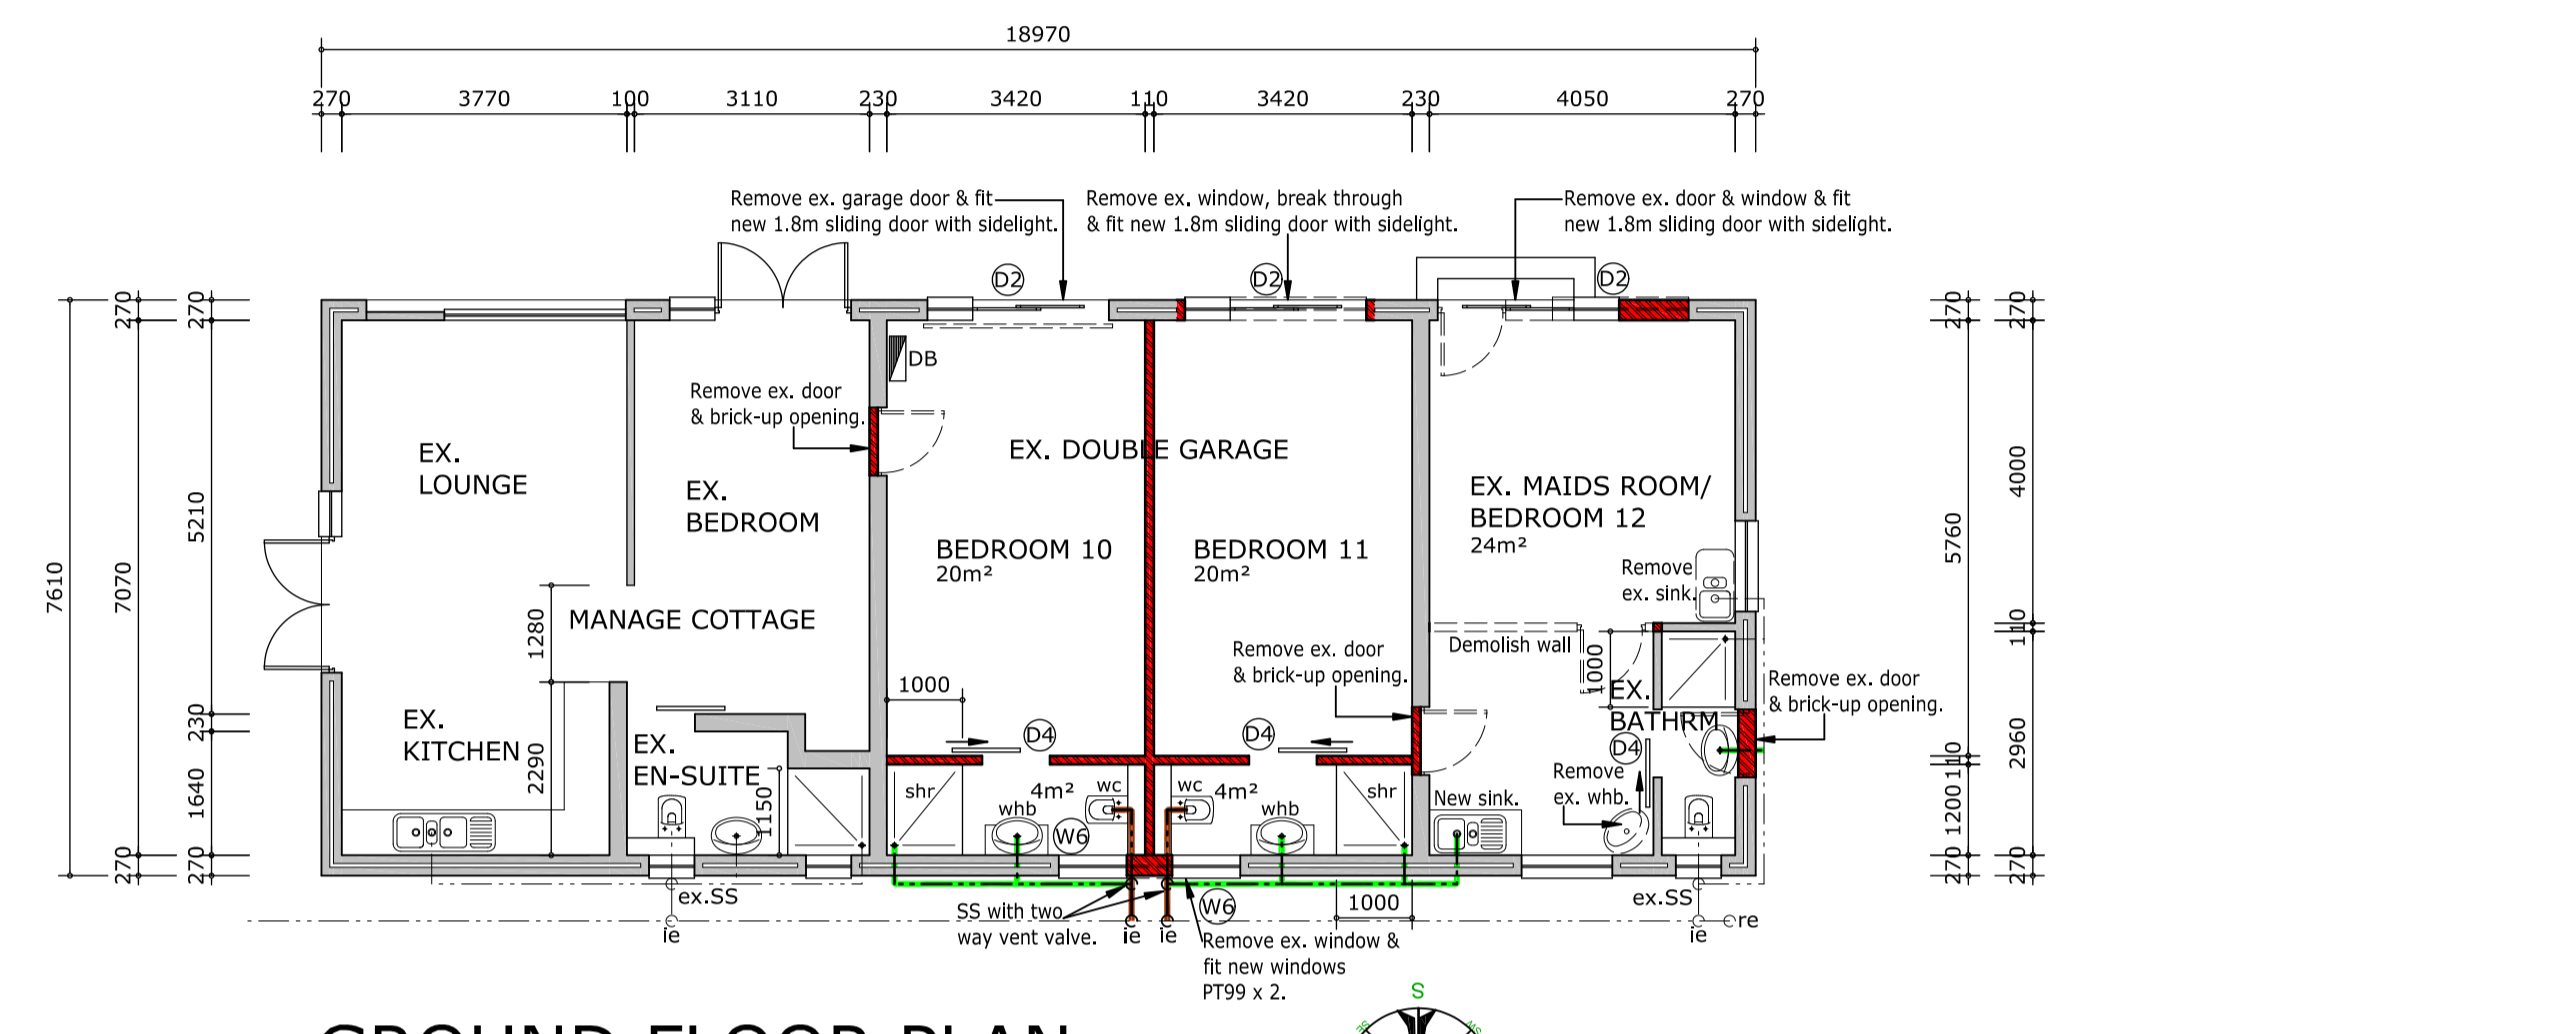 18970
270 3770 100 3110 230 3420 110 3420 230 4050 270
Remove ex. garage door & fit
new 1.8m sliding door with sidelight.
Remove ex. window, break through
& fit new 1.8m sliding door with sidelight.
Remove ex. door & window & fit
new 1.8m sliding door with sidelight.
D2
D2
D2
7610
270
7070
270
270
5210
230
1640
270
DB
Remove ex. door
& brick-up opening.
EX. DOUBLE GARAGE
EX.
LOUNGE
EX.
BEDROOM
EX. MAIDS ROOM/
BEDROOM 12
24m²
BEDROOM 10
20m²
BEDROOM 11
20m²
Remove
ex. sink.
MANAGE COTTAGE
1280
2290
Remove ex. door
& brick-up opening.
Demolish wall
1000
1000
EX.
BATHRM
Remove ex. door
& brick-up opening.
EX.
KITCHEN
EX.
EN-SUITE
1150
D4
D4
D4
shr
whb
4m²
wc
W6
wc
4m²
whb
shr
Remove
ex. whb.
New sink.
270
5760
110
1200
270
270
4000
110
2960
270
ex.SS
ie
SS with two
way vent valve.
ie
ie
W6
1000
Remove ex. window &
fit new windows
PT99 x 2.
ex.SS
ie
re
GROUND FLOOR PLAN
S
SE
SW